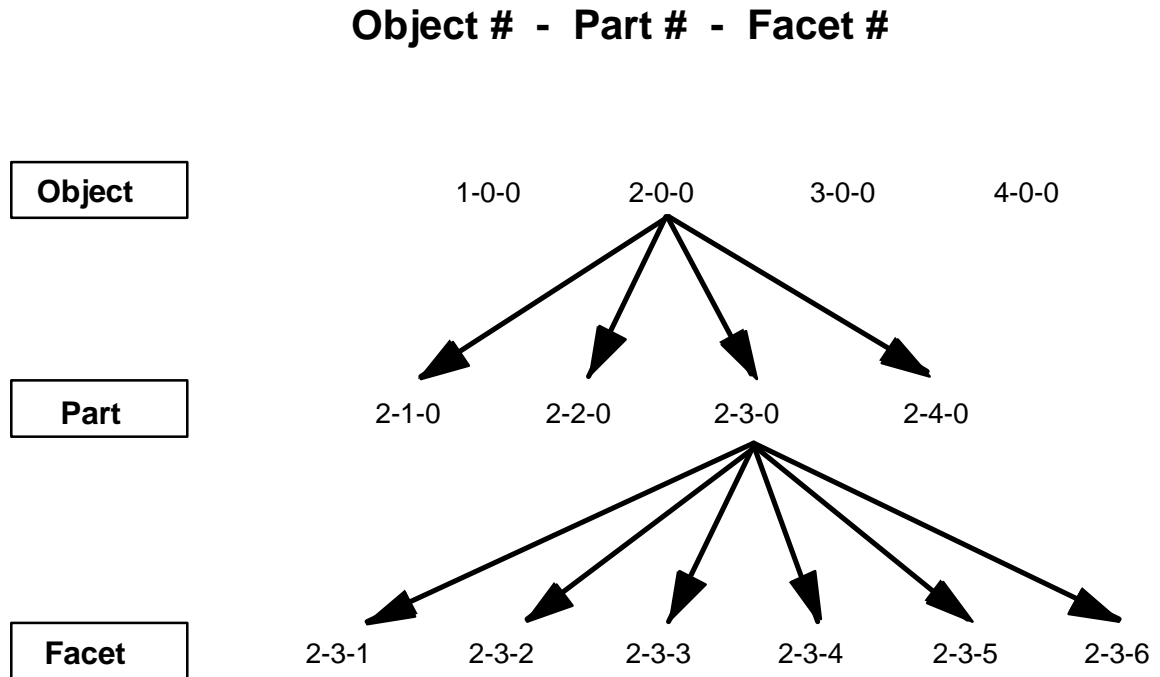 Object # - Part # - Facet #
Object 1-0-0 2-0-0 3-0-0 4-0-0
Part 2-1-0 2-2-0 2-3-0 2-4-0
Facet 2-3-1 2-3-2 2-3-3 2-3-4 2-3-5 2-3-6